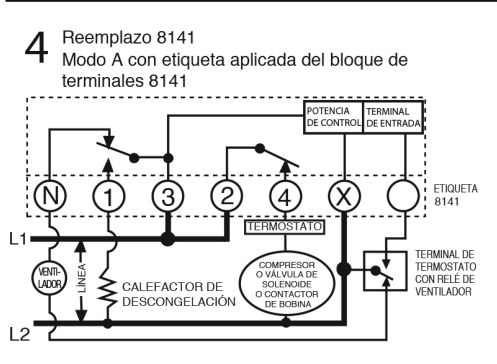 4 Reemplazo 8141
Modo A con etiqueta aplicada del bloque de
terminales 8141
POTENCIA
DE CONTROL
TERMINAL
DE ENTRADA
N 1 3 2 4 X
ETIQUETA
8141
TERMOSTATO
L1
VENTI-
LADOR
LÍNEA
CALEFACTOR DE
DESCONGELACIÓN
COMPRESOR
O VÁLVULA DE
SOLENOIDE
O CONTACTOR
DE BOBINA
TERMINAL DE
TERMOSTATO
CON RELÉ DE
VENTILADOR
L2